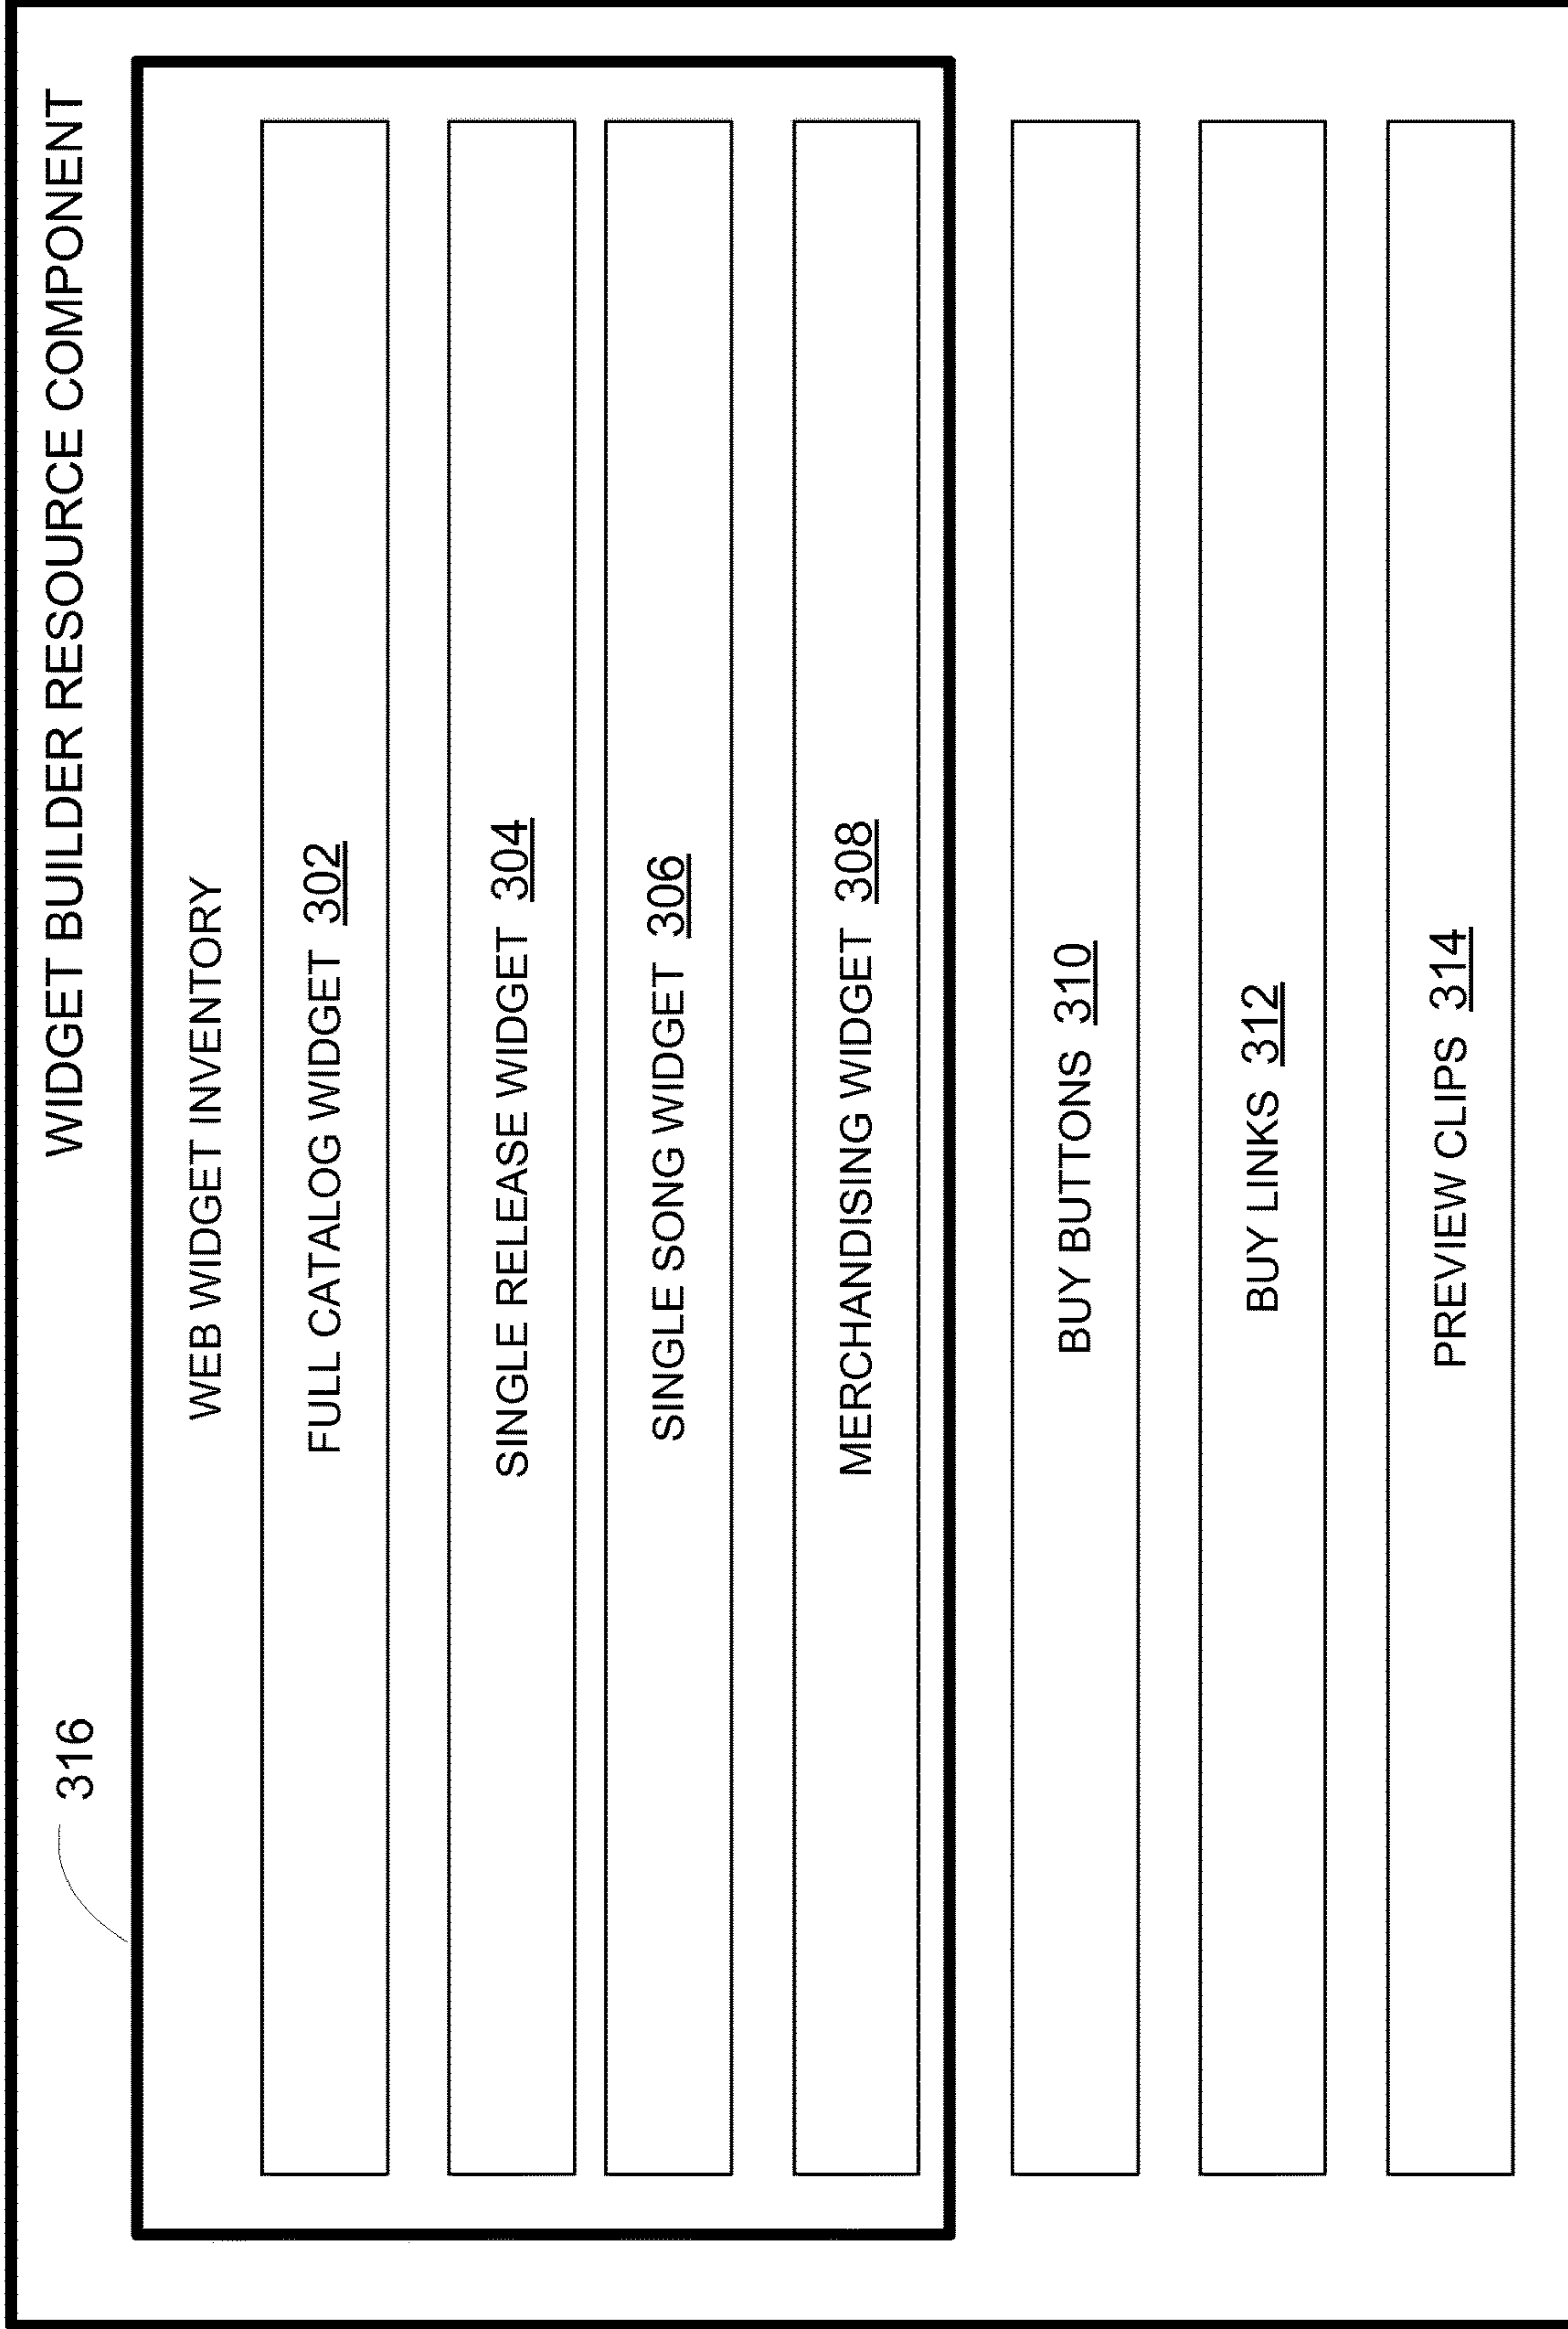 WIDGET BUILDER RESOURCE COMPONENT
316
WEB WIDGET INVENTORY
FULL CATALOG WIDGET 302
SINGLE RELEASE WIDGET 304
SINGLE SONG WIDGET 306
MERCHANDISING WIDGET 308
BUY BUTTONS 310
BUY LINKS 312
PREVIEW CLIPS 314